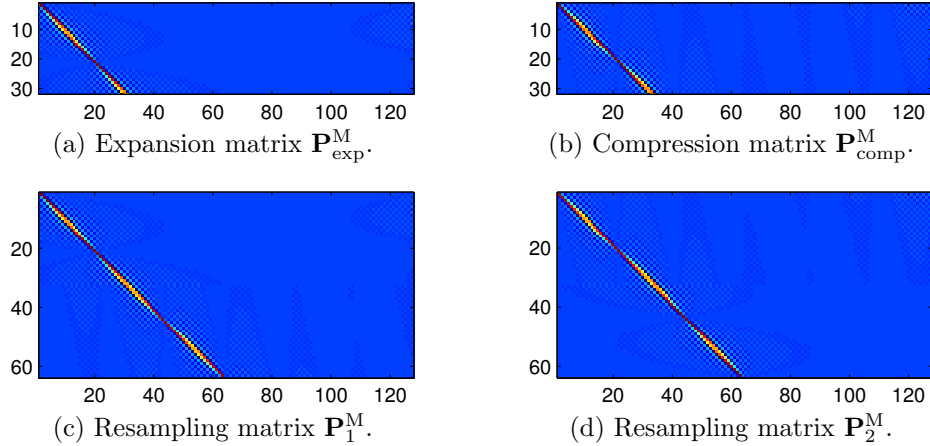 10
20
30
20 40 60 80 100 120
(a) Expansion matrix P^M_exp.
10
20
30
20 40 60 80 100 120
(b) Compression matrix P^M_comp.
20
40
60
20 40 60 80 100 120
(c) Resampling matrix P^M_1.
20
40
60
20 40 60 80 100 120
(d) Resampling matrix P^M_2.